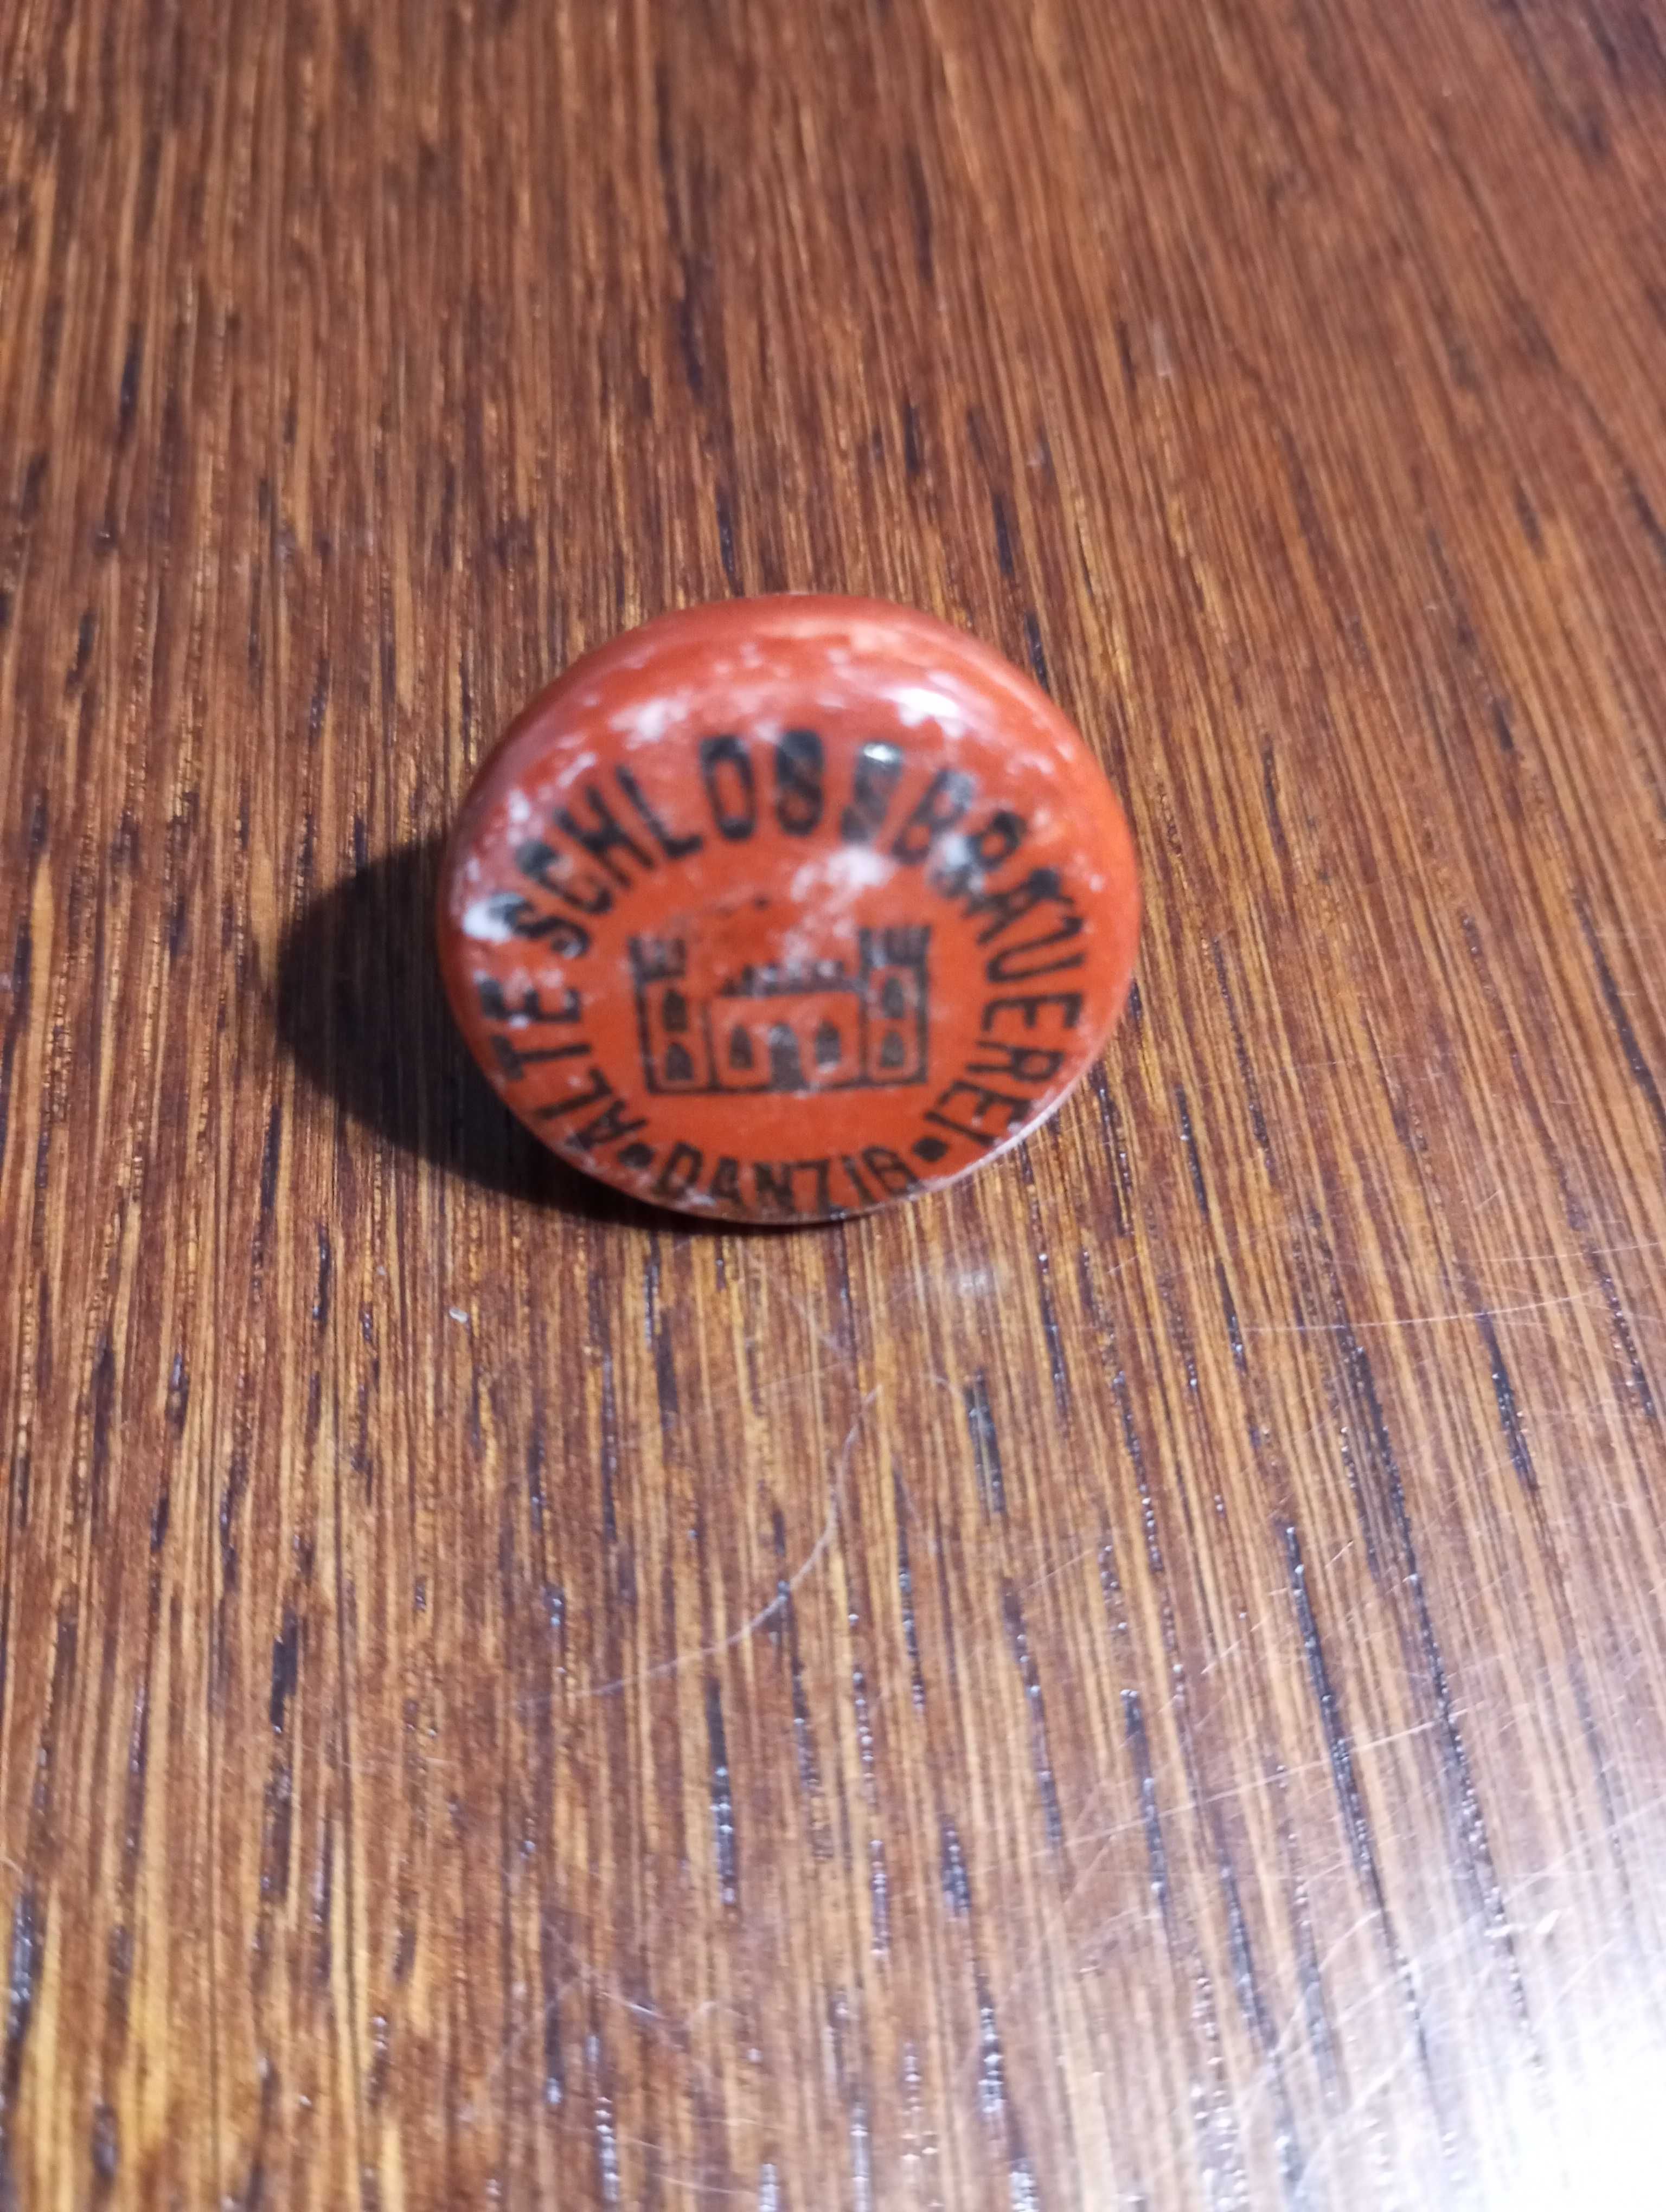 ALTE SCHLOSSBRAUEREI
• DANZIG •